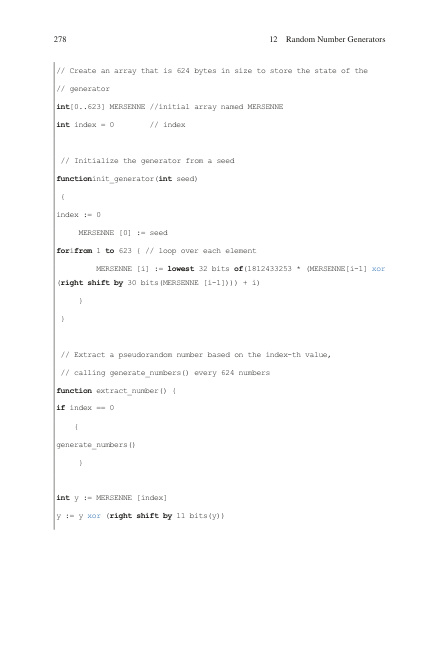 278 12 Random Number Generators
// Create an array that is 624 bytes in size to store the state of the
// generator
int[0..623] MERSENNE //initial array named MERSENNE
int index = 0 // index
// Initialize the generator from a seed
functioninit_generator(int seed)
{
index := 0
MERSENNE [0] := seed
forifrom 1 to 623 { // loop over each element
MERSENNE [i] := lowest 32 bits of(1812433253 * (MERSENNE[i-1] xor
(right shift by 30 bits(MERSENNE [i-1]))) + i)
}
}
// Extract a pseudorandom number based on the index-th value,
// calling generate_numbers() every 624 numbers
function extract_number() {
if index == 0
{
generate_numbers()
}
int y := MERSENNE [index]
y := y xor (right shift by 11 bits(y))